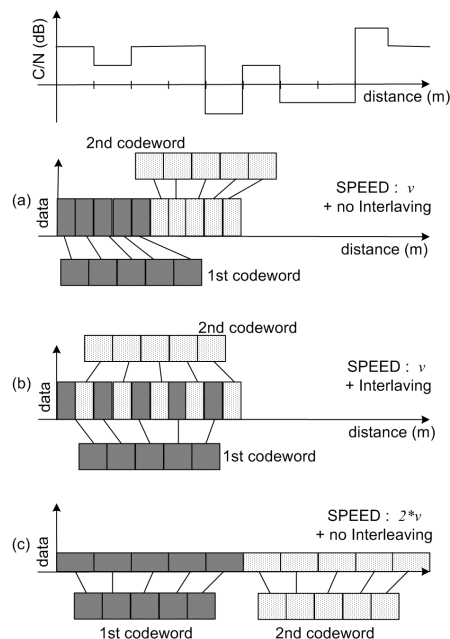 C/N (dB)
distance (m)
2nd codeword
(a)
data
SPEED : v
+ no Interlaving
distance (m)
1st codeword
2nd codeword
(b)
data
SPEED : v
+ Interlaving
distance (m)
1st codeword
SPEED : 2*v
+ no Interleaving
(c)
data
1st codeword
2nd codeword